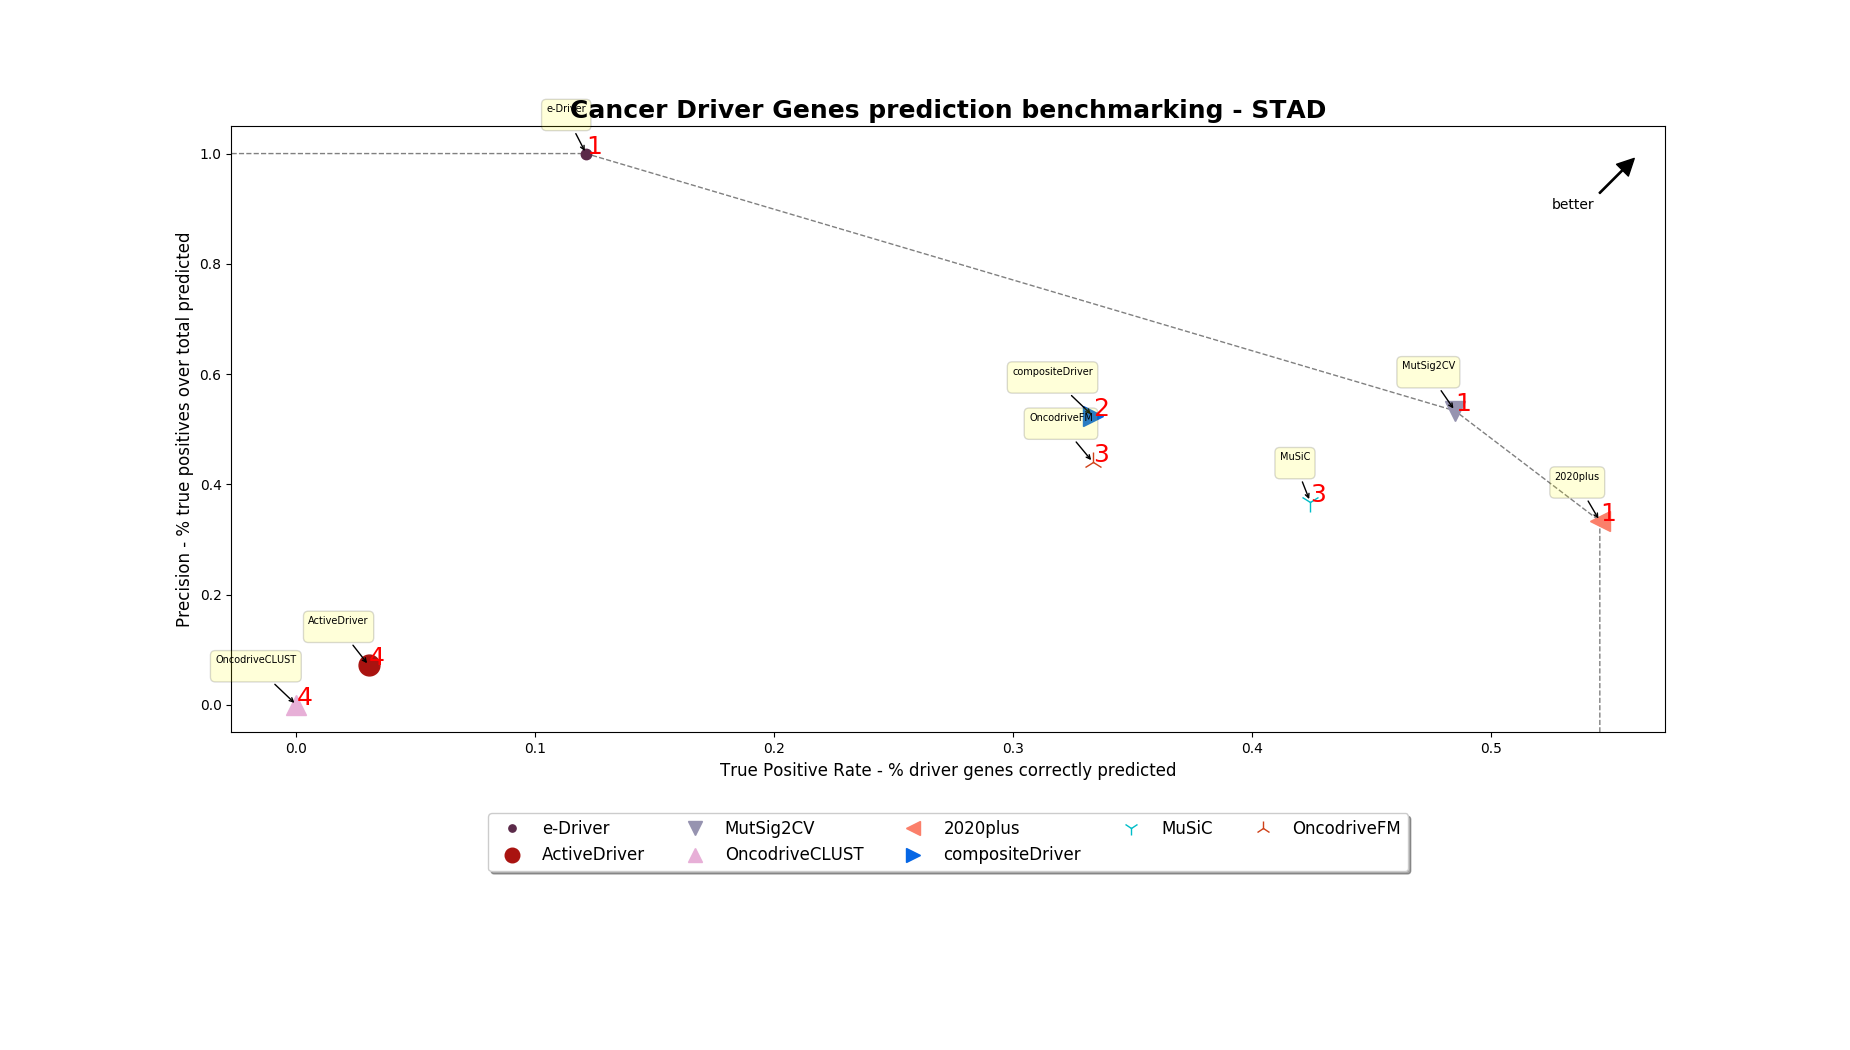 Cancer Driver Genes prediction benchmarking - STAD
e-Driver
1
better
Precision - % true positives over total predicted
1.0
0.8
0.6
0.4
0.2
0.0
compositeDriver
2
OncodriveFM
3
MutSig2CV
1
MuSiC
3
2020plus
1
ActiveDriver
4
OncodriveCLUST
4
0.0 0.1 0.2 0.3 0.4 0.5
True Positive Rate - % driver genes correctly predicted
e-Driver MutSig2CV 2020plus MuSiC OncodriveFM
ActiveDriver OncodriveCLUST compositeDriver